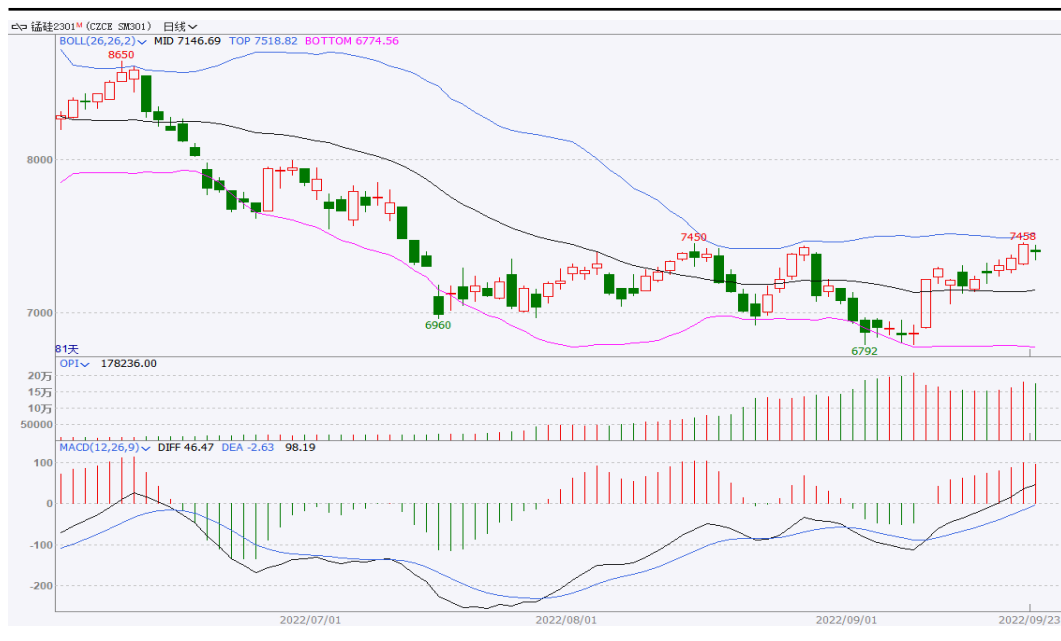 锰硅2301ᴹ (CZCE SM301) 日线
BOLL(26,26,2) MID 7146.69 TOP 7518.82 BOTTOM 6774.56
8650
8000
7450
7458
7000
6960
6792
81天
OPI 178236.00
20万
15万
10万
50000
MACD(12,26,9) DIFF 46.47 DEA -2.63 98.19
100
0
-100
-200
2022/07/01 2022/08/01 2022/09/01 2022/09/23